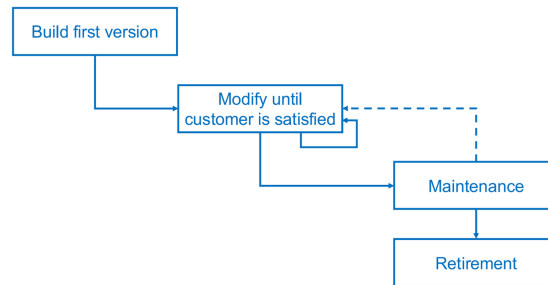 Build first version
Modify until
customer is satisfied
Maintenance
Retirement